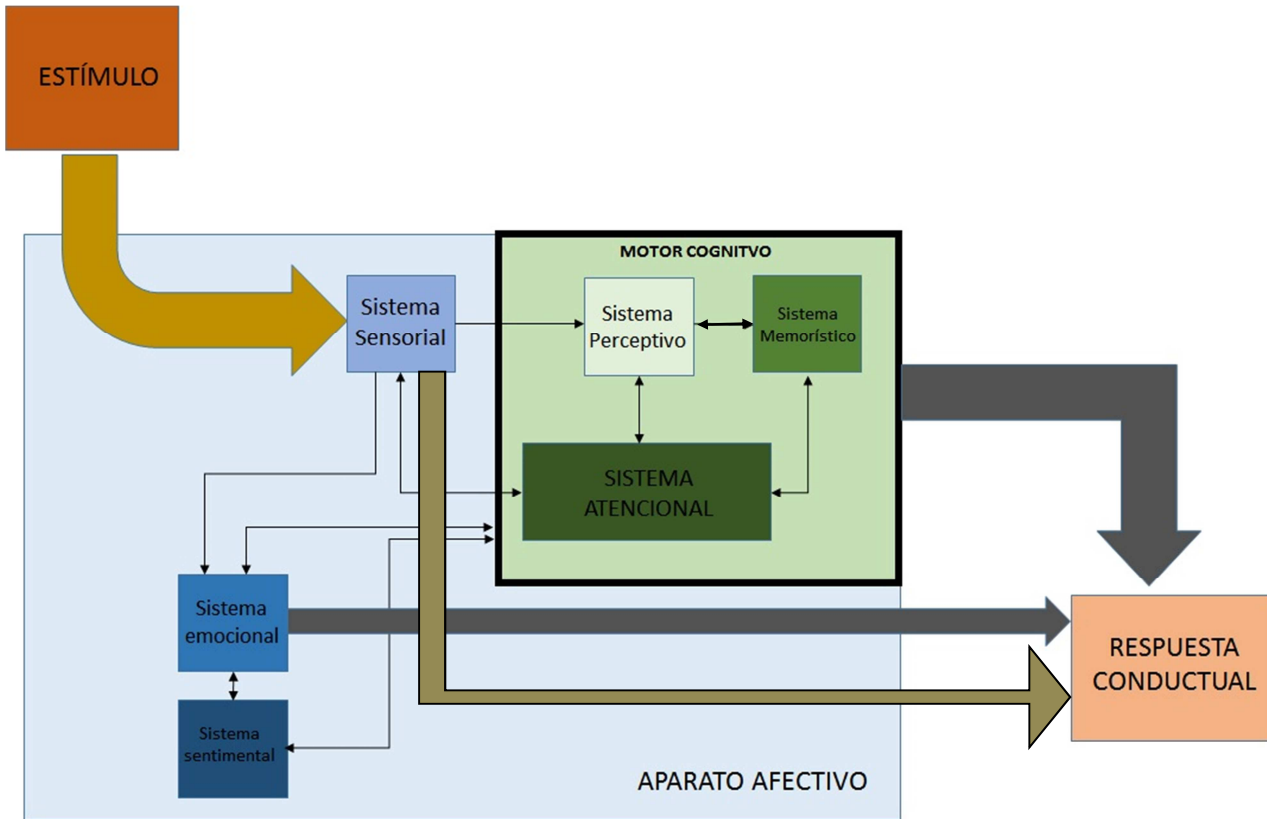 ESTÍMULO
MOTOR COGNITVO
Sistema
Sensorial
Sistema
Perceptivo
Sistema
Memorístico
SISTEMA
ATENCIONAL
Sistema
emocional
RESPUESTA
CONDUCTUAL
Sistema
sentimental
APARATO AFECTIVO